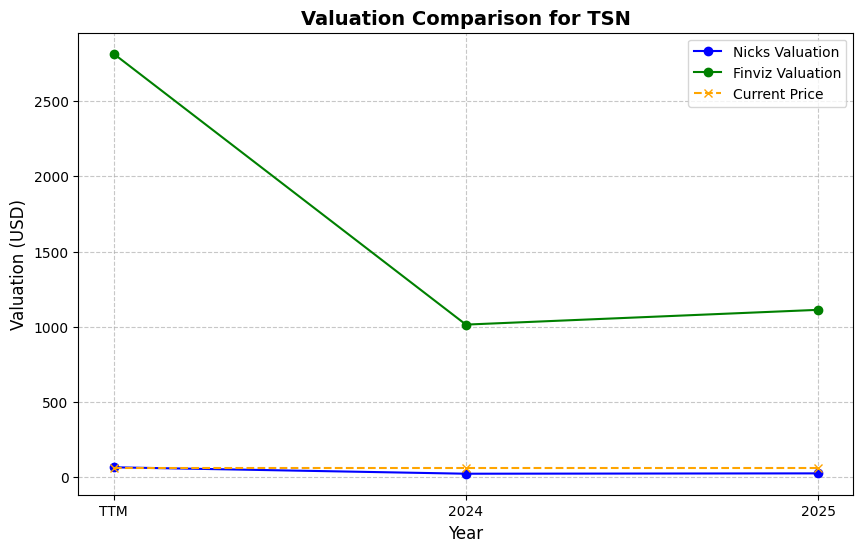 Valuation Comparison for TSN
Nicks Valuation
Finviz Valuation
Current Price
2500
2000
1500
1000
500
0
Valuation (USD)
TTM
2024
2025
Year